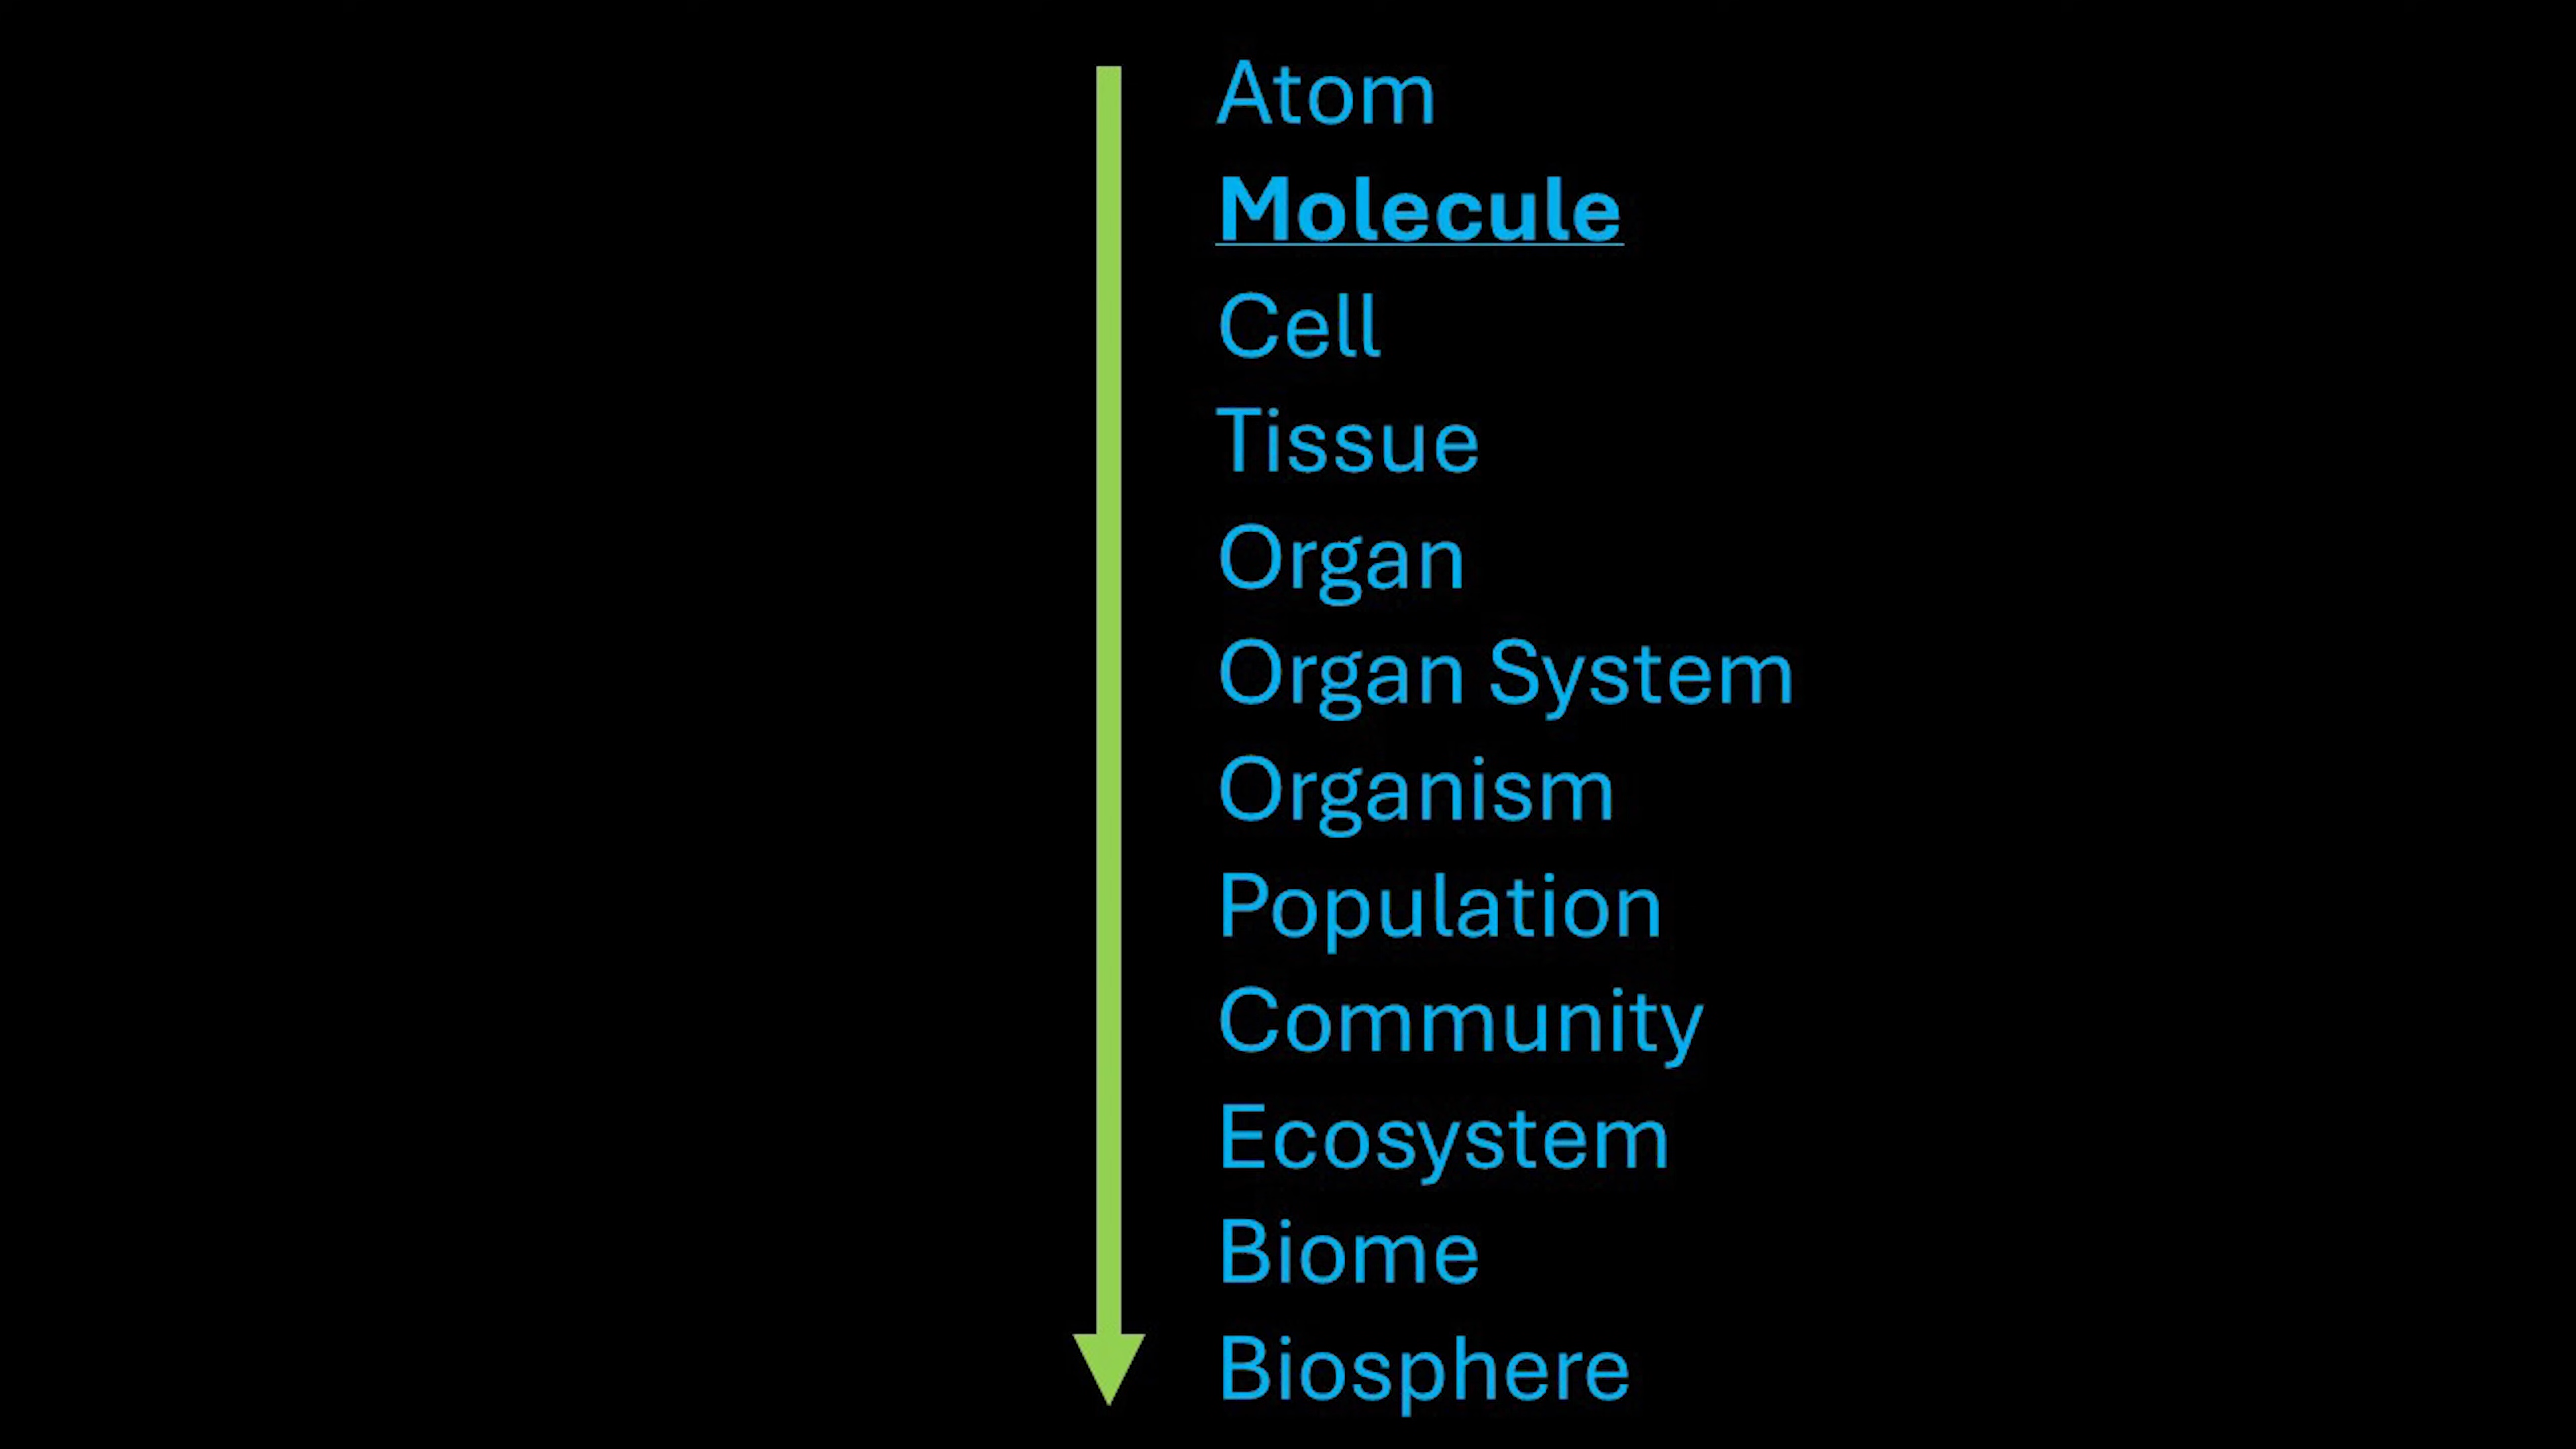 Atom
Molecule
Cell
Tissue
Organ
Organ System
Organism
Population
Community
Ecosystem
Biome
Biosphere